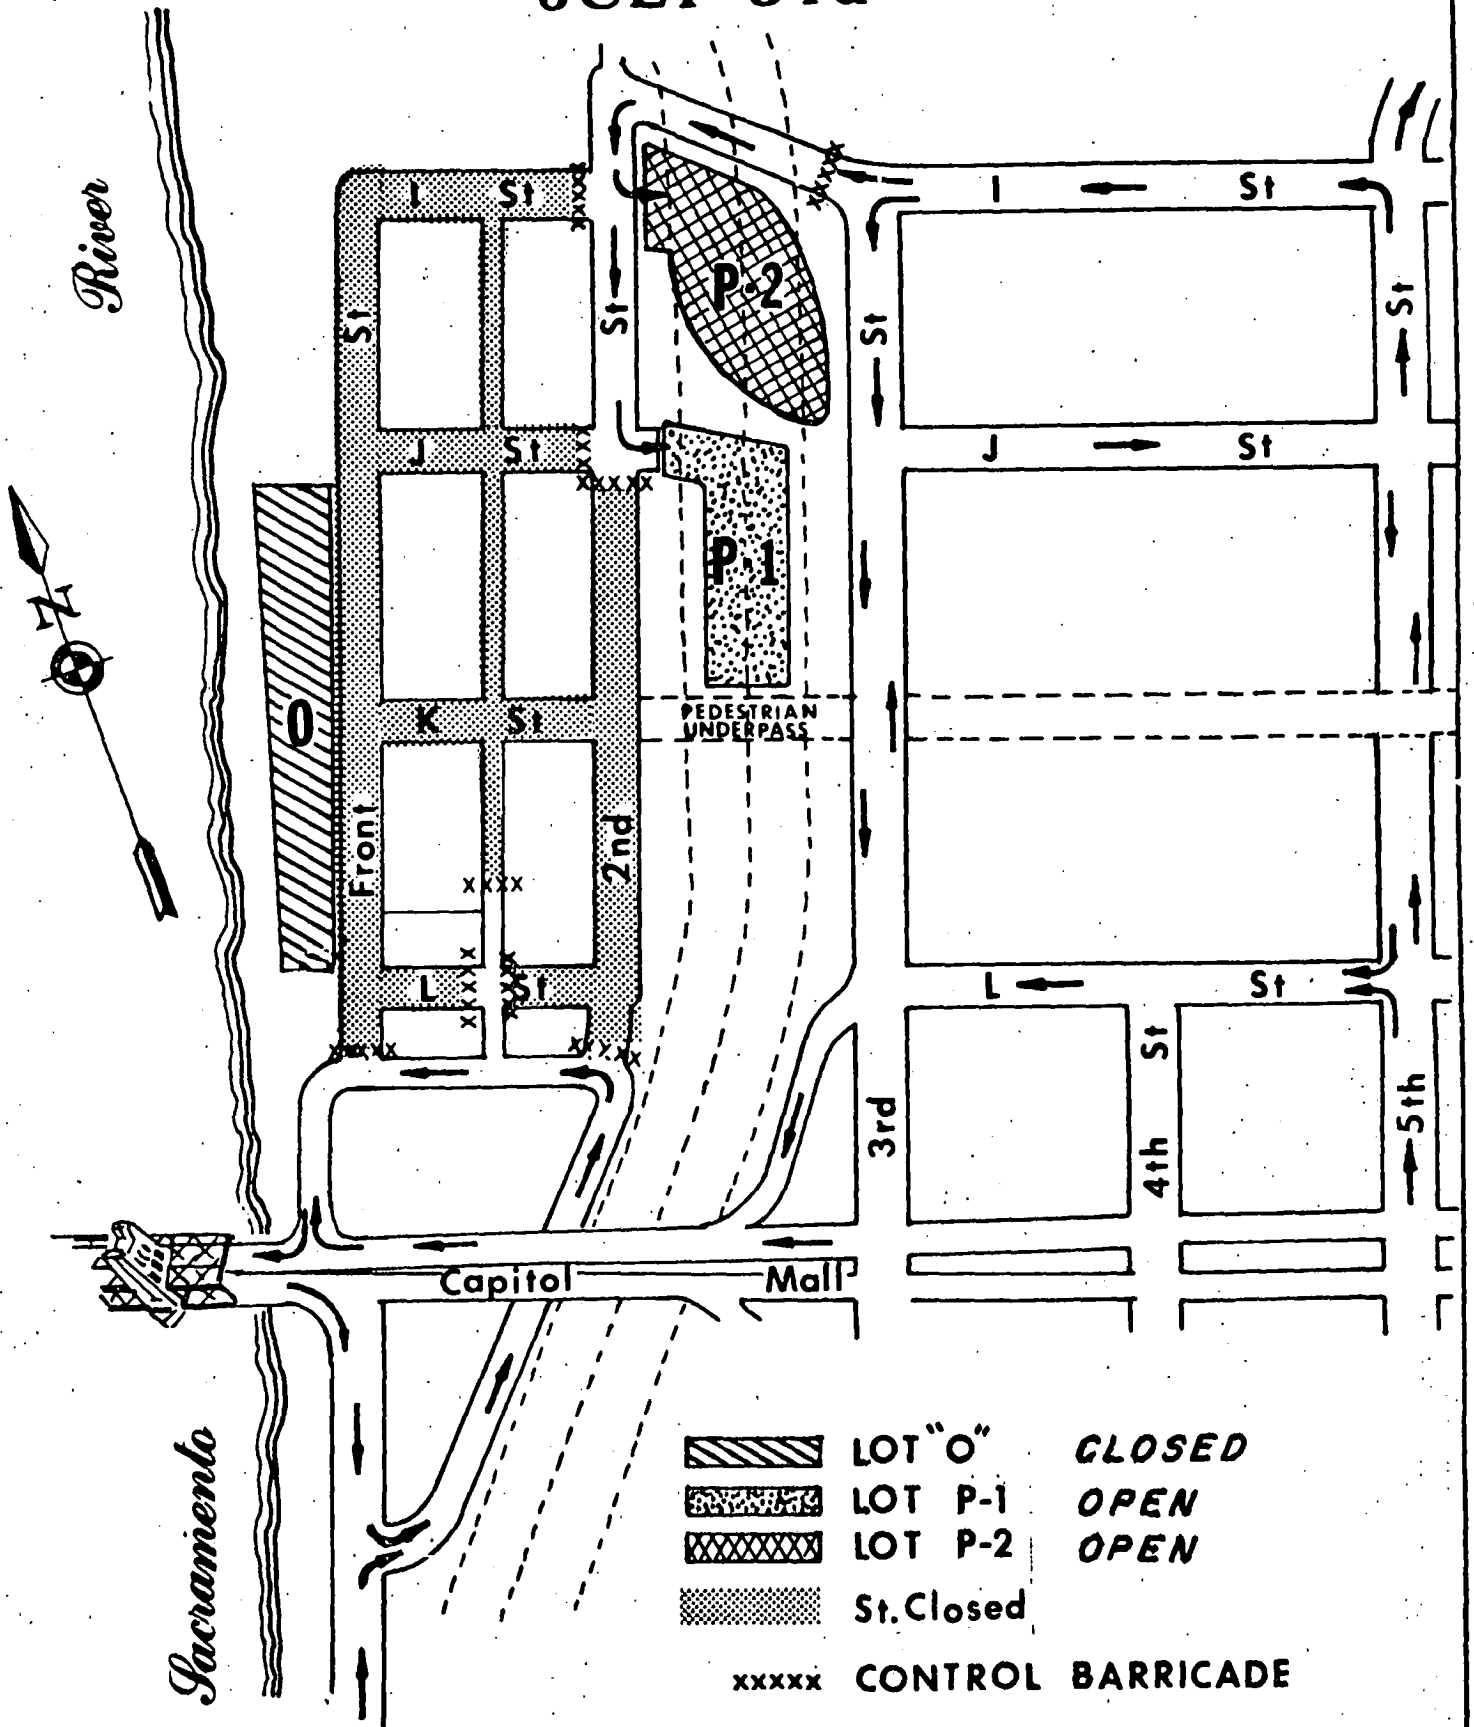 JULY 3rd
River
I St
I St
St
St
St
St
P-2
J St
J St
P-1
N
O
K St
PEDESTRIAN
UNDERPASS
Front
2nd
L St
L St
St
3rd
4th
5th
Capitol Mall
Sacramento
LOT "O" CLOSED
LOT P-1 OPEN
LOT P-2 OPEN
St. Closed
xxxxx CONTROL BARRICADE